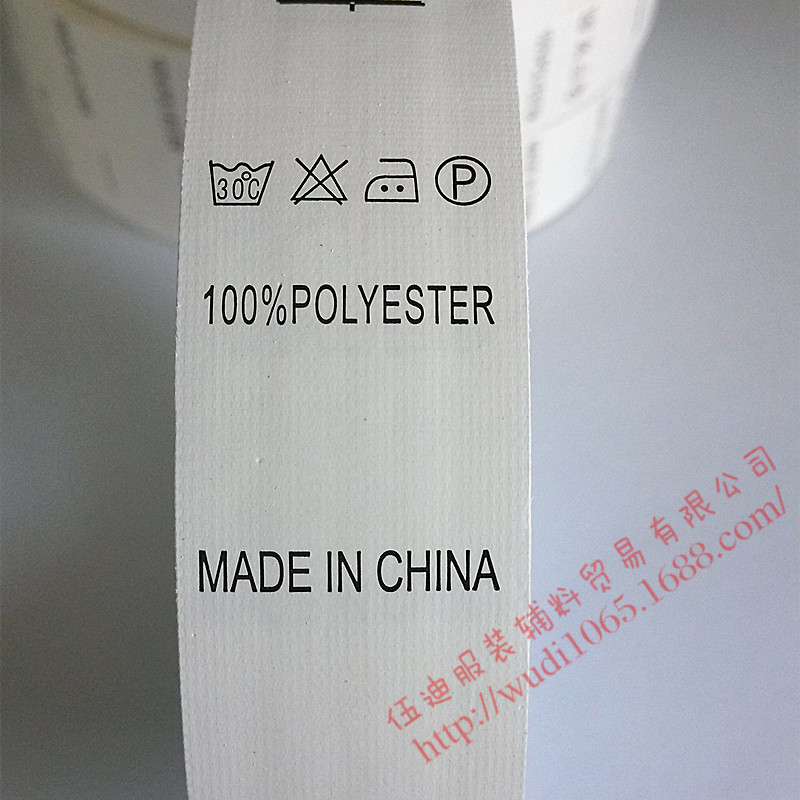 30℃
P
100%POLYESTER
MADE IN CHINA
伍迪服装辅料贸易有限公司
http://wudi1065.1688.com/